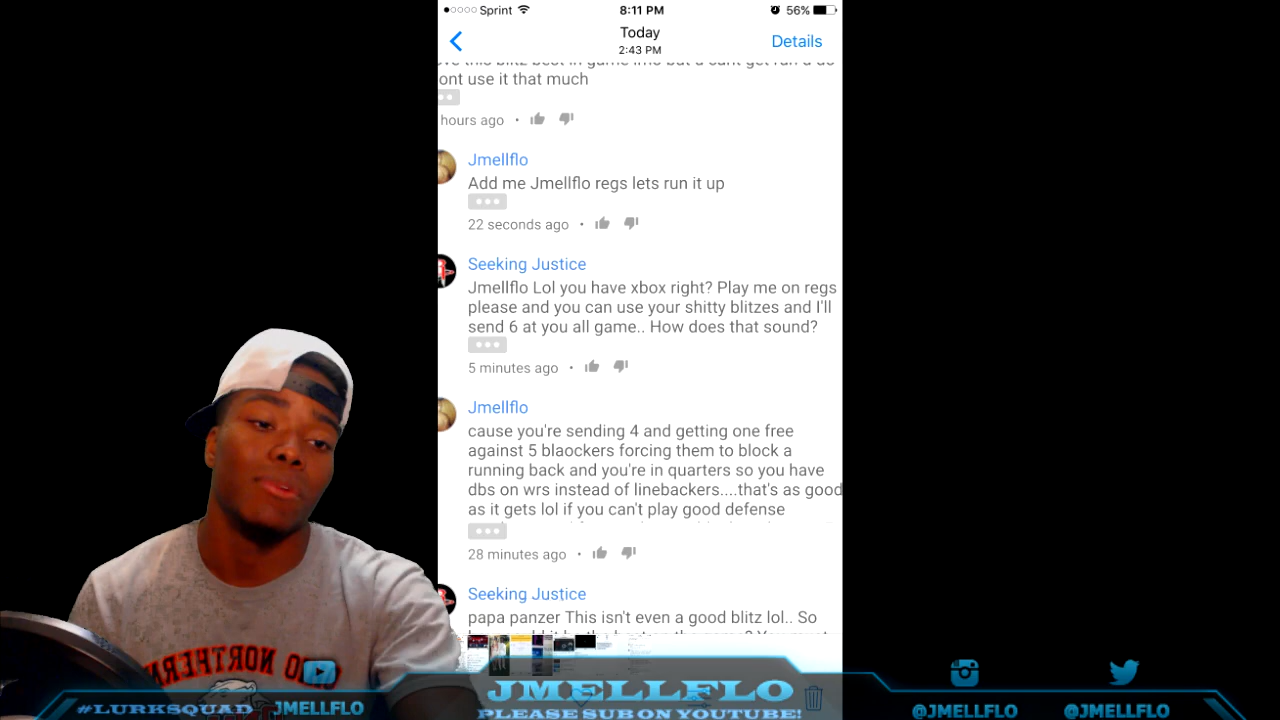 Sprint 8:11 PM 56%
Today
2:43 PM
Details
ont use it that much
hours ago
Jmellflo
Add me Jmellflo regs lets run it up
22 seconds ago
Seeking Justice
Jmellflo Lol you have xbox right? Play me on regs
please and you can use your shitty blitzes and I'll
send 6 at you all game.. How does that sound?
5 minutes ago
Jmellflo
cause you're sending 4 and getting one free
against 5 blaockers forcing them to block a
running back and you're in quarters so you have
dbs on wrs instead of linebackers....that's as good
as it gets lol if you can't play good defense
28 minutes ago
Seeking Justice
papa panzer This isn't even a good blitz lol.. So
NORTHERN
#LURKSQUAD
JMELLFLO
JMELLFLO
PLEASE SUB ON YOUTUBE!
@JMELLFLO
@JMELLFLO